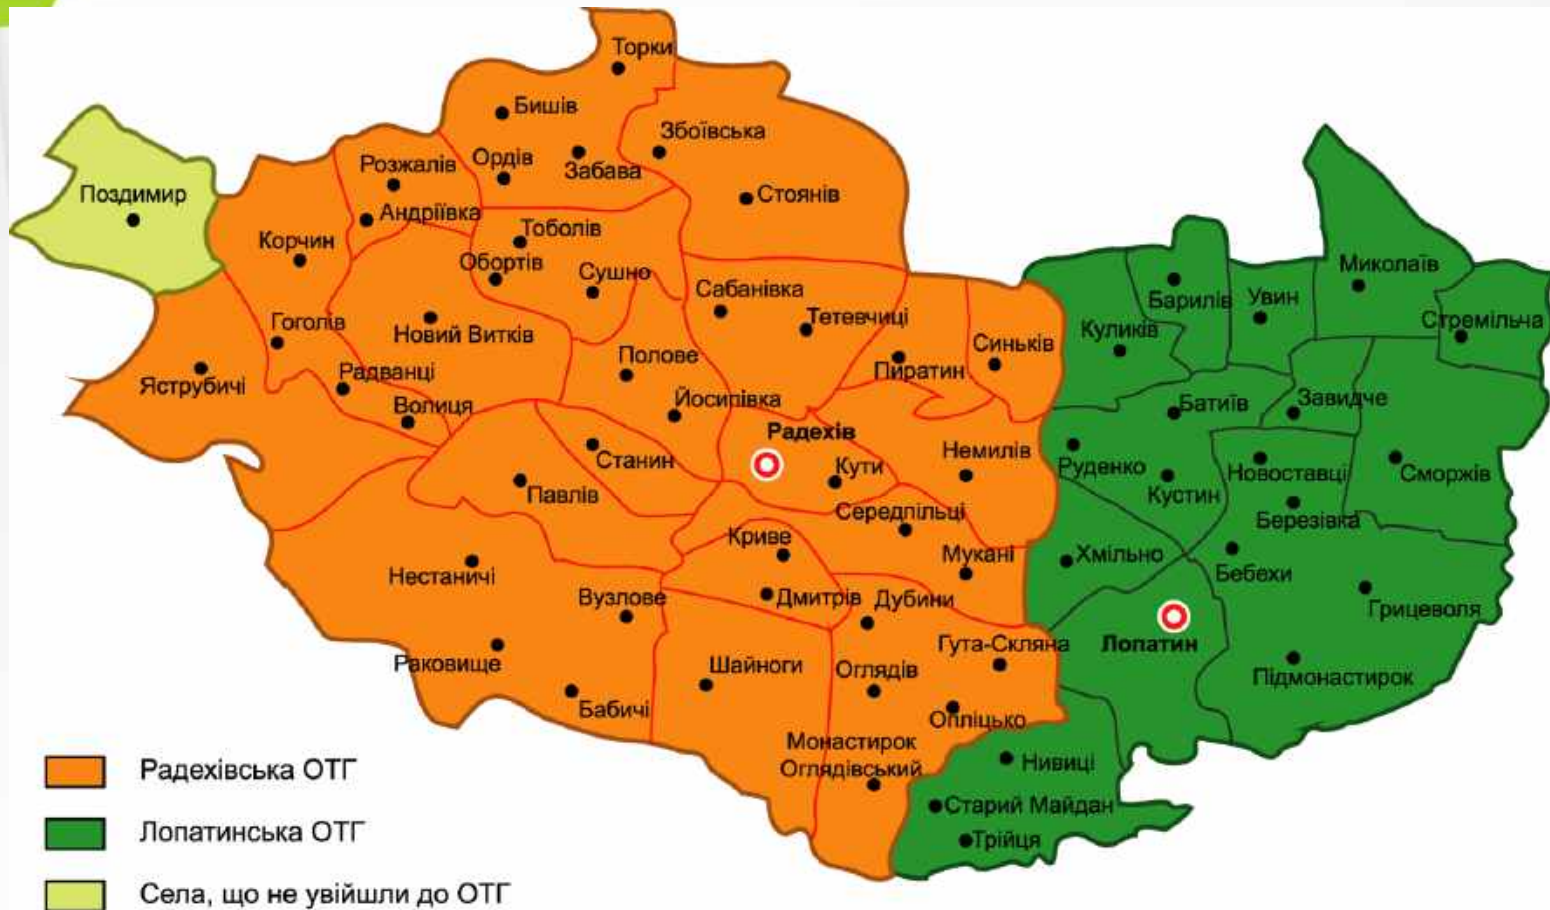 Торки
Бишів
Збоївська
Розжалів
Ордів
Забава
Поздимир
Андріївка
Стоянів
Тоболів
Корчин
Обортів
Сушно
Миколаїв
Сабанівка
Барилів
Увин
Гоголів
Новий Витків
Тетевчиці
Куликів
Стремільча
Синьків
Полове
Пиратин
Яструбичі
Радванці
Волиця
Йосипівка
Батиїв
Завидче
Радехів
Станин
Немилів
Руденко
Новоставці
Сморжів
Кути
Павлів
Кустин
Середпільці
Березівка
Криве
Мукані
Хмільно
Нестаничі
Бебехи
Вузлове
Дмитрів
Дубини
Грицеволя
Гута-Скляна
Лопатин
Раковище
Шайноги
Оглядів
Підмонастирок
Бабичі
Опліцько
Монастирок
Оглядівський
Нивиці
Старий Майдан
Трійця
Радехівська ОТГ
Лопатинська ОТГ
Села, що не увійшли до ОТГ